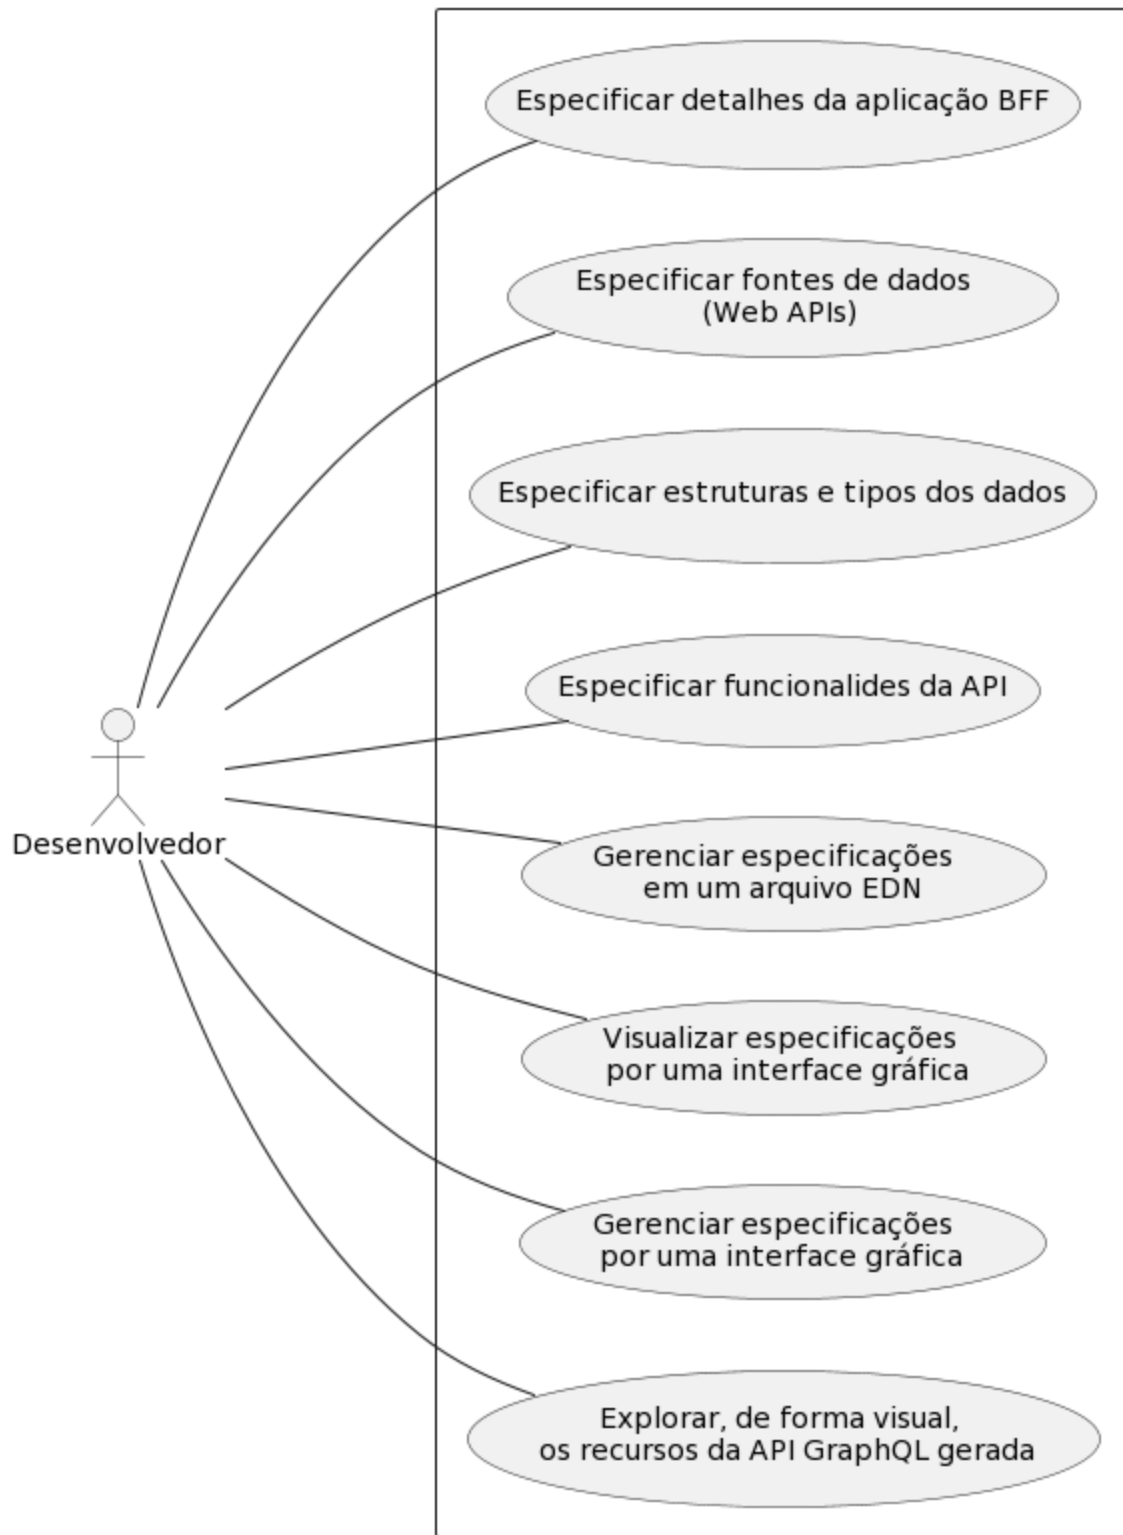 Especificar detalhes da aplicação BFF
Especificar fontes de dados
(Web APIs)
Especificar estruturas e tipos dos dados
Especificar funcionalides da API
Desenvolvedor
Gerenciar especificações
em um arquivo EDN
Visualizar especificações
por uma interface gráfica
Gerenciar especificações
por uma interface gráfica
Explorar, de forma visual,
os recursos da API GraphQL gerada